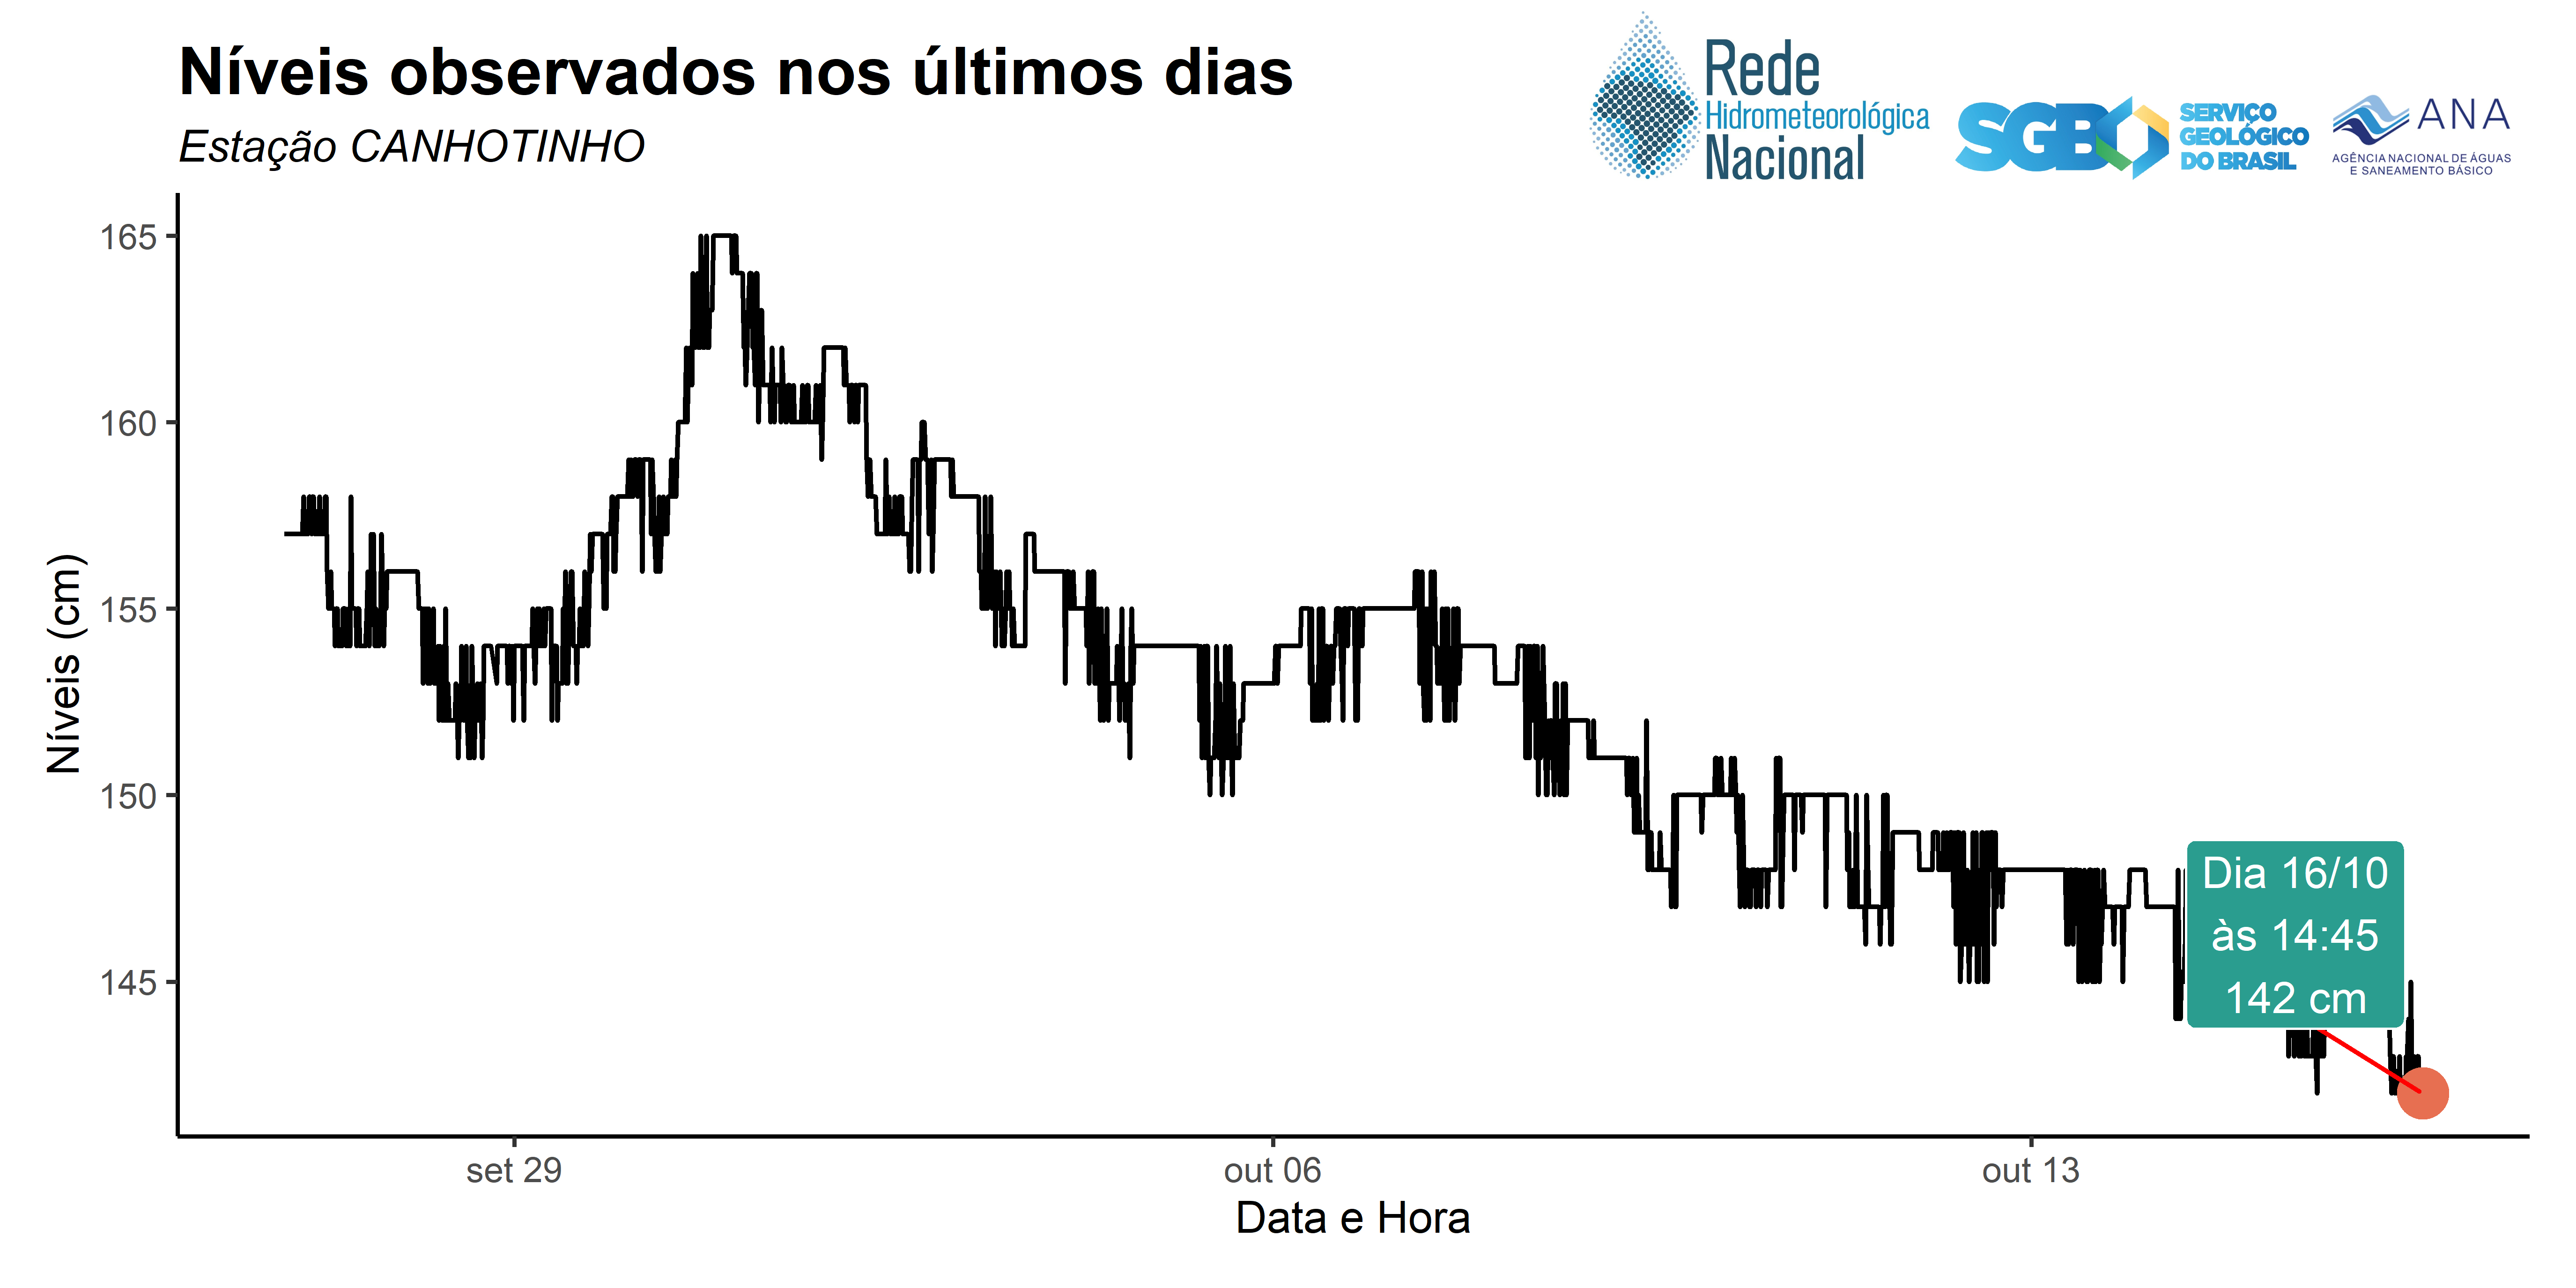 Níveis observados nos últimos dias
Estação CANHOTINHO
Rede
Hidrometeorológica
Nacional
SGB
SERVIÇO
GEOLÓGICO
DO BRASIL
ANA
AGÊNCIA NACIONAL DE ÁGUAS
E SANEAMENTO BÁSICO
Níveis (cm)
165
160
155
150
145
Dia 16/10
às 14:45
142 cm
set 29
out 06
out 13
Data e Hora